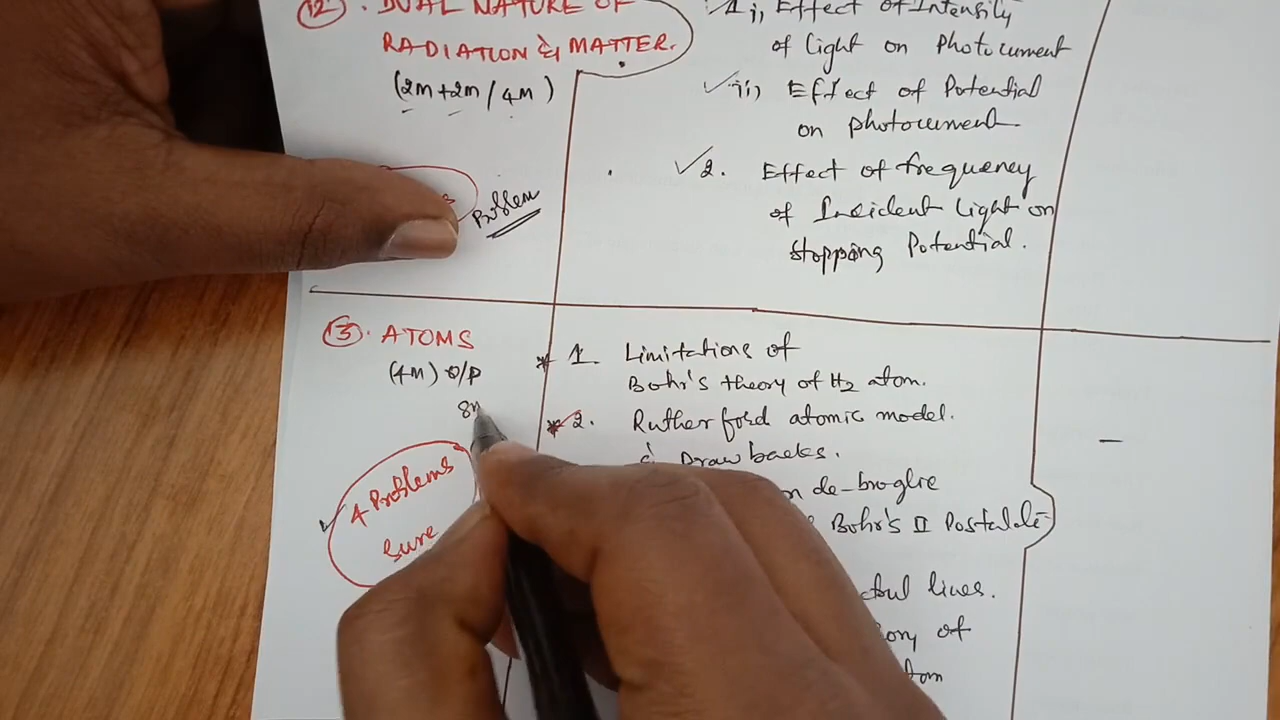 12. DUAL NATURE OF
RADIATION & MATTER.
(2M+2M / 4M)
Problem
i, Effect of Intensity
of light on Photocurrent
ii, Effect of Potential
on photocurrent.
2. Effect of frequency
of Incident light on
Stopping Potential.
13. ATOMS
(4M) 0/P
8M
4 Problems
Sure
1. Limitations of
Bohr's theory of H2 atom.
2. Rutherford atomic model.
& Drawbacks.
de-broglie
Bohr's II Postulate
lines.
of
-